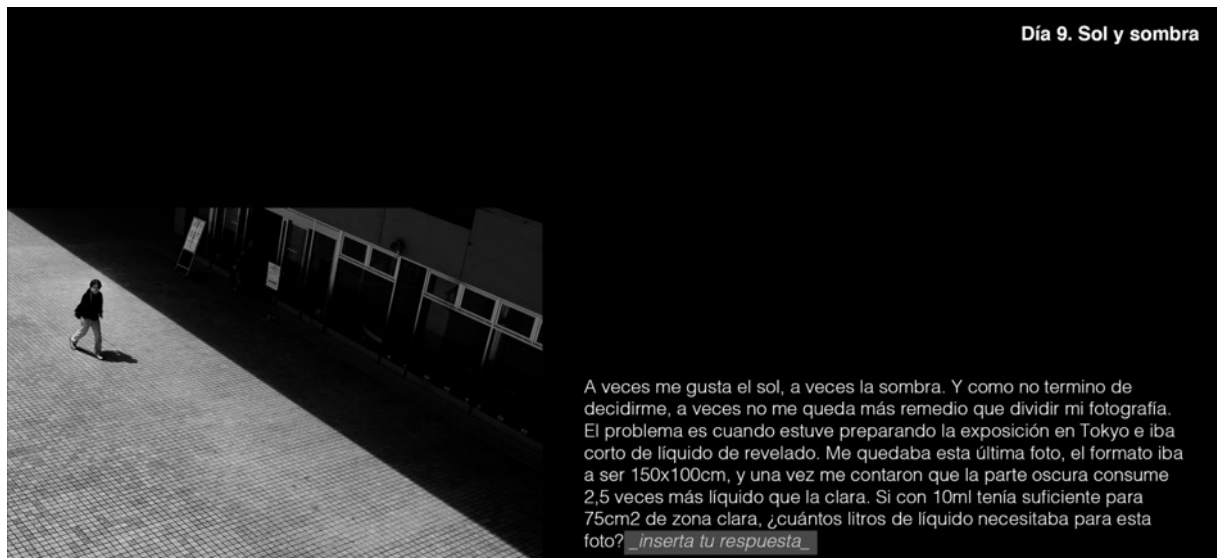 Día 9. Sol y sombra
A veces me gusta el sol, a veces la sombra. Y como no termino de
decidirme, a veces no me queda más remedio que dividir mi fotografía.
El problema es cuando estuve preparando la exposición en Tokyo e iba
corto de líquido de revelado. Me quedaba esta última foto, el formato iba
a ser 150x100cm, y una vez me contaron que la parte oscura consume
2,5 veces más líquido que la clara. Si con 10ml tenía suficiente para
75cm2 de zona clara, ¿cuántos litros de líquido necesitaba para esta
foto? _inserta tu respuesta_